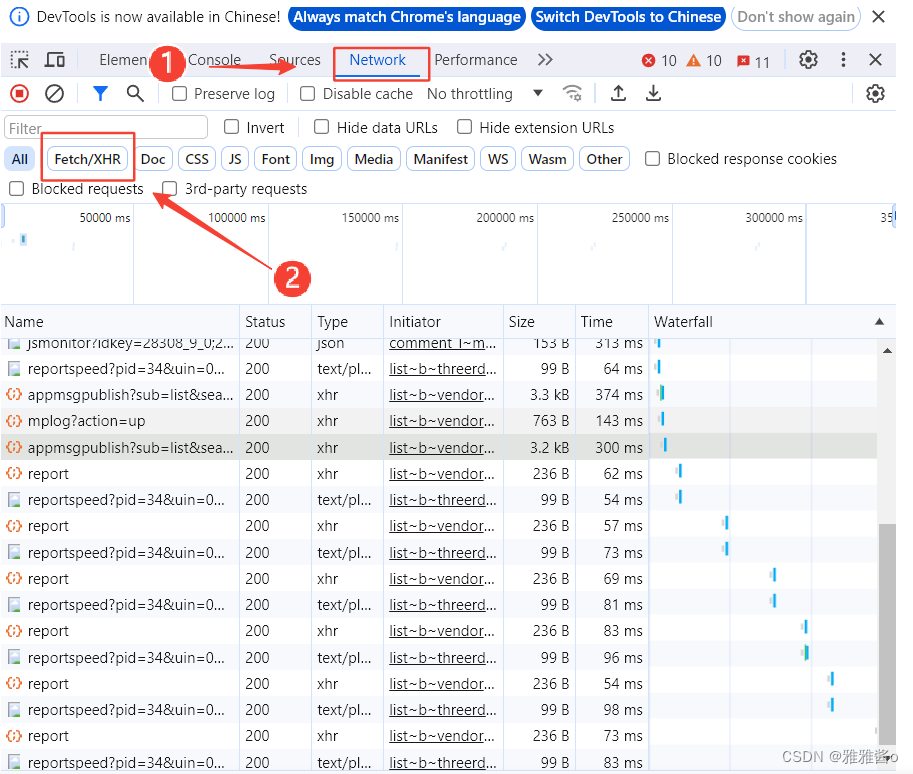 DevTools is now available in Chinese! Always match Chrome's language Switch DevTools to Chinese Don't show again
Elemen 1 Console Sources Network Performance 10 10 11
Preserve log Disable cache No throttling
Filter Invert Hide data URLs Hide extension URLs
All Fetch/XHR Doc CSS JS Font Img Media Manifest WS Wasm Other Blocked response cookies
Blocked requests 3rd-party requests
50000 ms 100000 ms 150000 ms 200000 ms 250000 ms 300000 ms 35
2
Name Status Type Initiator Size Time Waterfall
jsmonitor?idkey=28308_9_0;2... 200 json comment 1~m... 153 B 313 ms
reportspeed?pid=34&uin=0... 200 text/pl... list~b~threerd... 99 B 64 ms
appmsgpublish?sub=list&sea... 200 xhr list~b~vendor... 3.3 kB 374 ms
mplog?action=up 200 xhr list~b~vendor... 763 B 143 ms
appmsgpublish?sub=list&sea... 200 xhr list~b~vendor... 3.2 kB 300 ms
report 200 xhr list~b~vendor... 236 B 62 ms
reportspeed?pid=34&uin=0... 200 text/pl... list~b~threerd... 99 B 54 ms
report 200 xhr list~b~vendor... 236 B 57 ms
reportspeed?pid=34&uin=0... 200 text/pl... list~b~threerd... 99 B 73 ms
report 200 xhr list~b~vendor... 236 B 69 ms
reportspeed?pid=34&uin=0... 200 text/pl... list~b~threerd... 99 B 81 ms
report 200 xhr list~b~vendor... 236 B 83 ms
reportspeed?pid=34&uin=0... 200 text/pl... list~b~threerd... 99 B 96 ms
report 200 xhr list~b~vendor... 236 B 54 ms
reportspeed?pid=34&uin=0... 200 text/pl... list~b~threerd... 99 B 98 ms
report 200 xhr list~b~vendor... 236 B 73 ms
reportspeed?pid=34&uin=0... 200 text/pl... list~b~threerd... 99 B 83 ms
CSDN @雅雅酱o